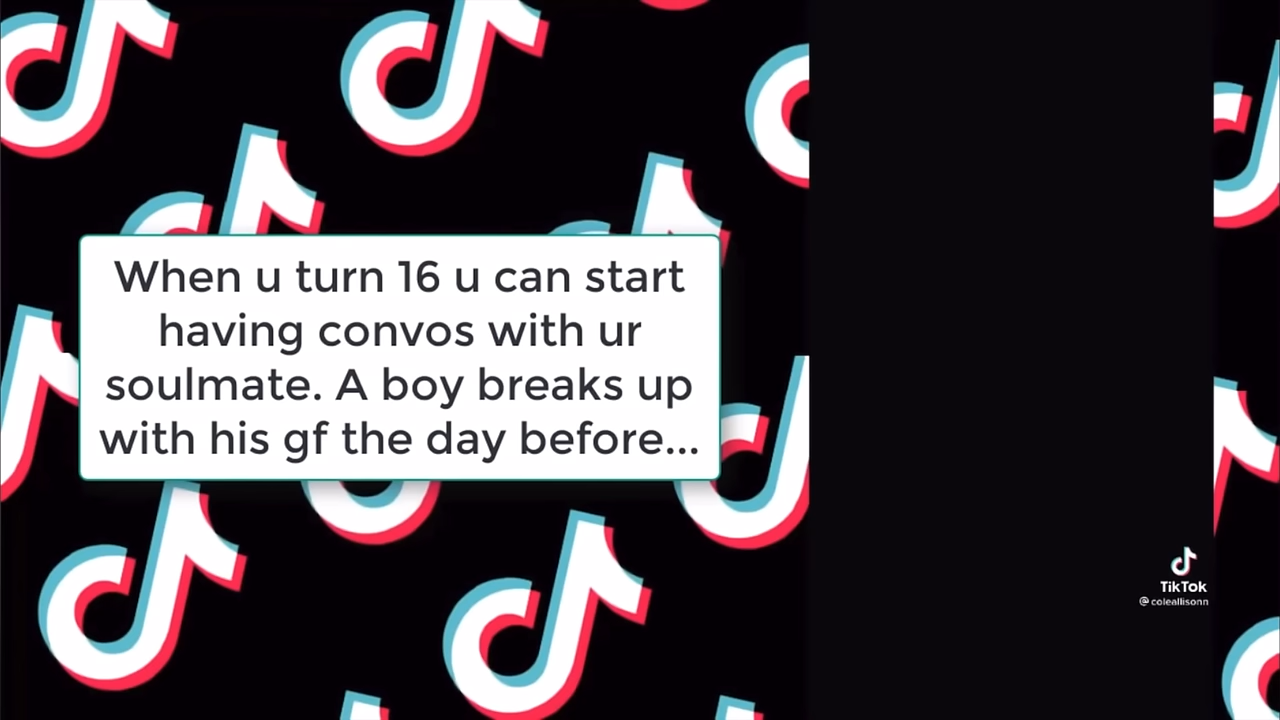 When u turn 16 u can start
having convos with ur
soulmate. A boy breaks up
with his gf the day before...
TikTok
@coleallisonn